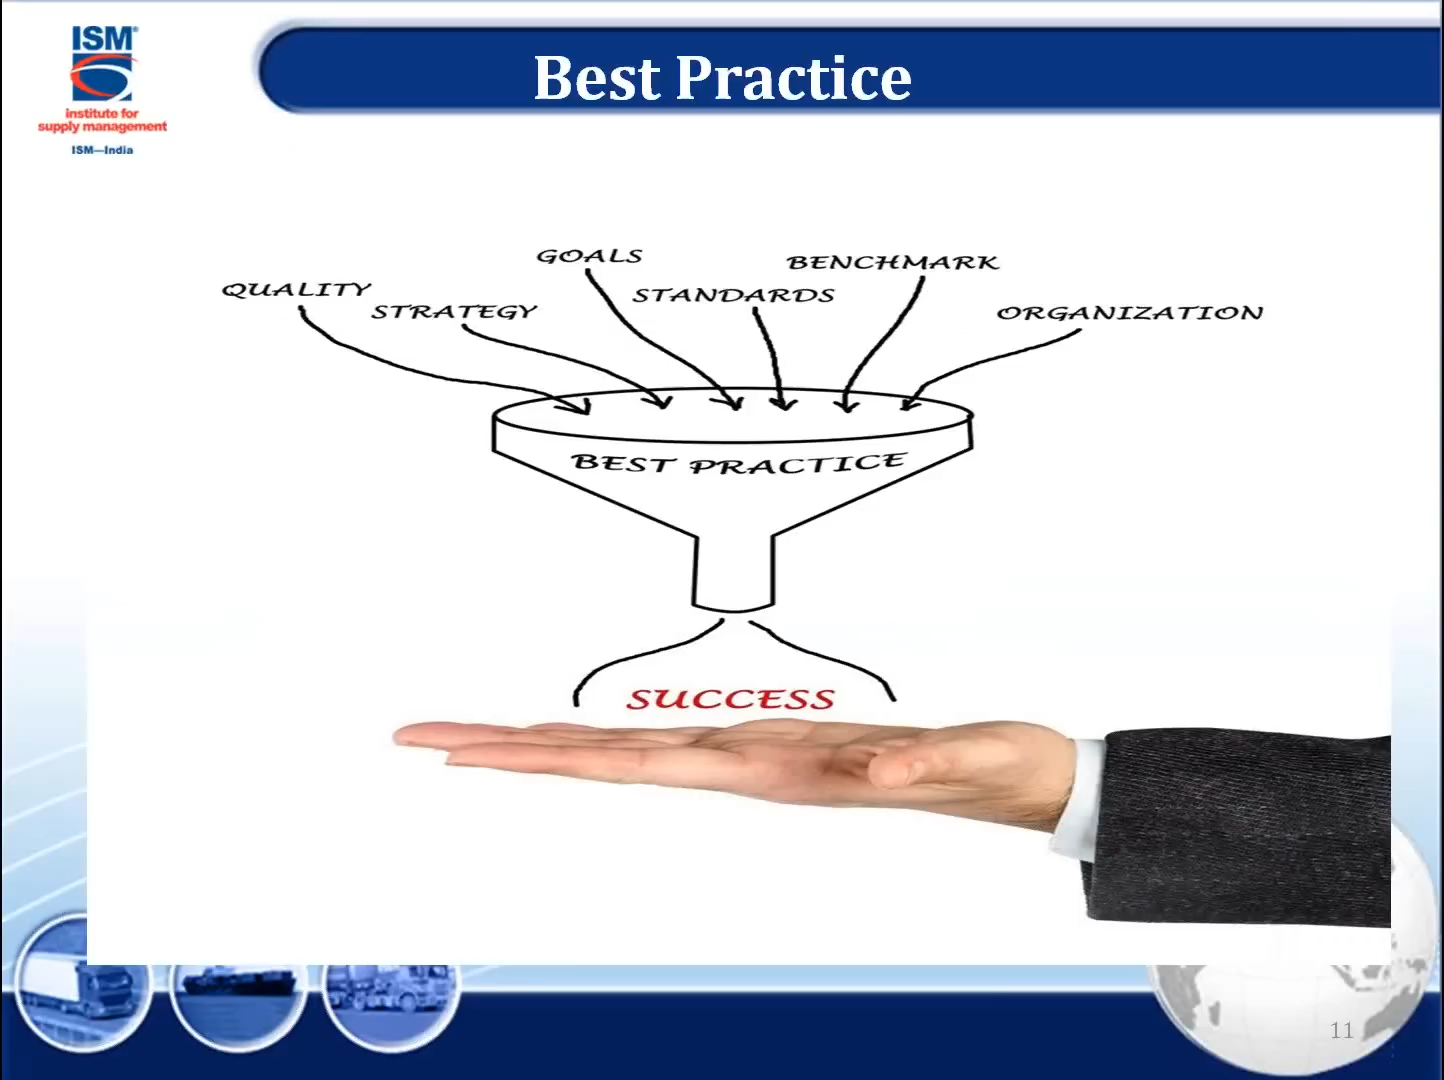 ISM®
institute for
supply management
ISM—India
Best Practice
GOALS
BENCHMARK
QUALITY
STANDARDS
STRATEGY
ORGANIZATION
BEST PRACTICE
SUCCESS
11